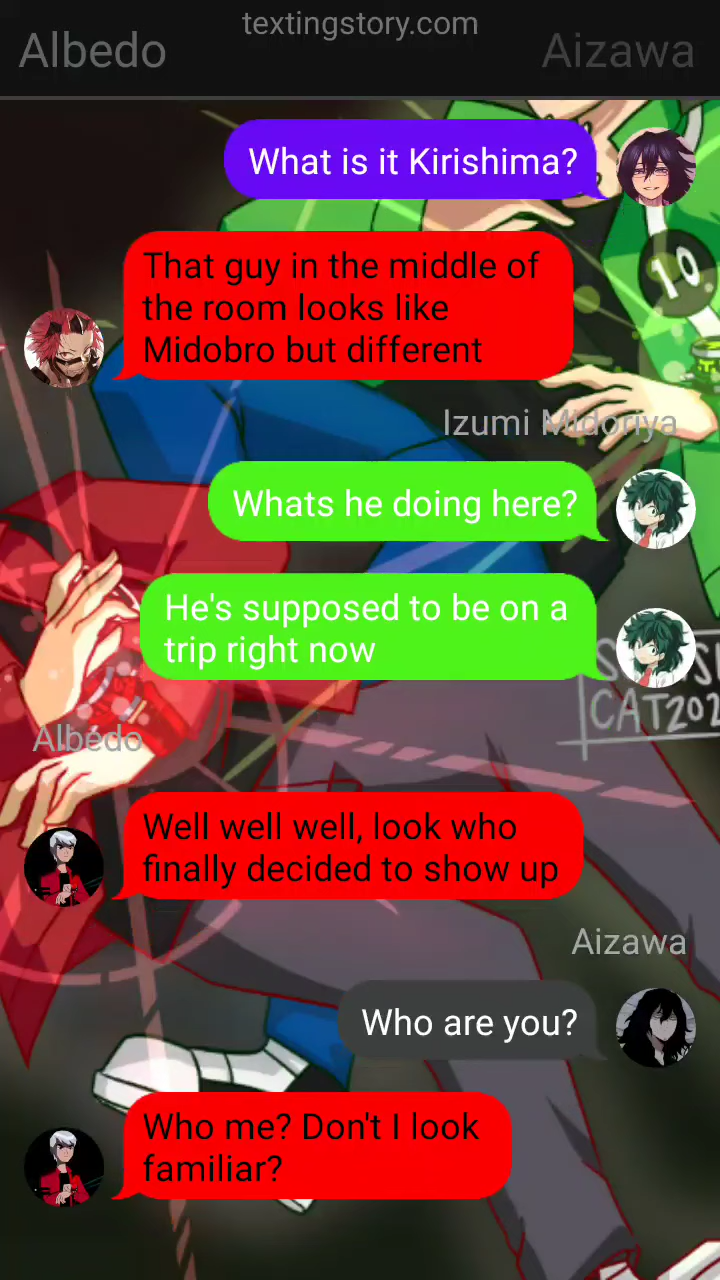 textingstory.com
Albedo
Aizawa
What is it Kirishima?
10
That guy in the middle of
the room looks like
Midobro but different
Izumi Midoriya
Whats he doing here?
He's supposed to be on a
trip right now
CAT202
Albedo
Well well well, look who
finally decided to show up
Aizawa
Who are you?
Who me? Don't I look
familiar?